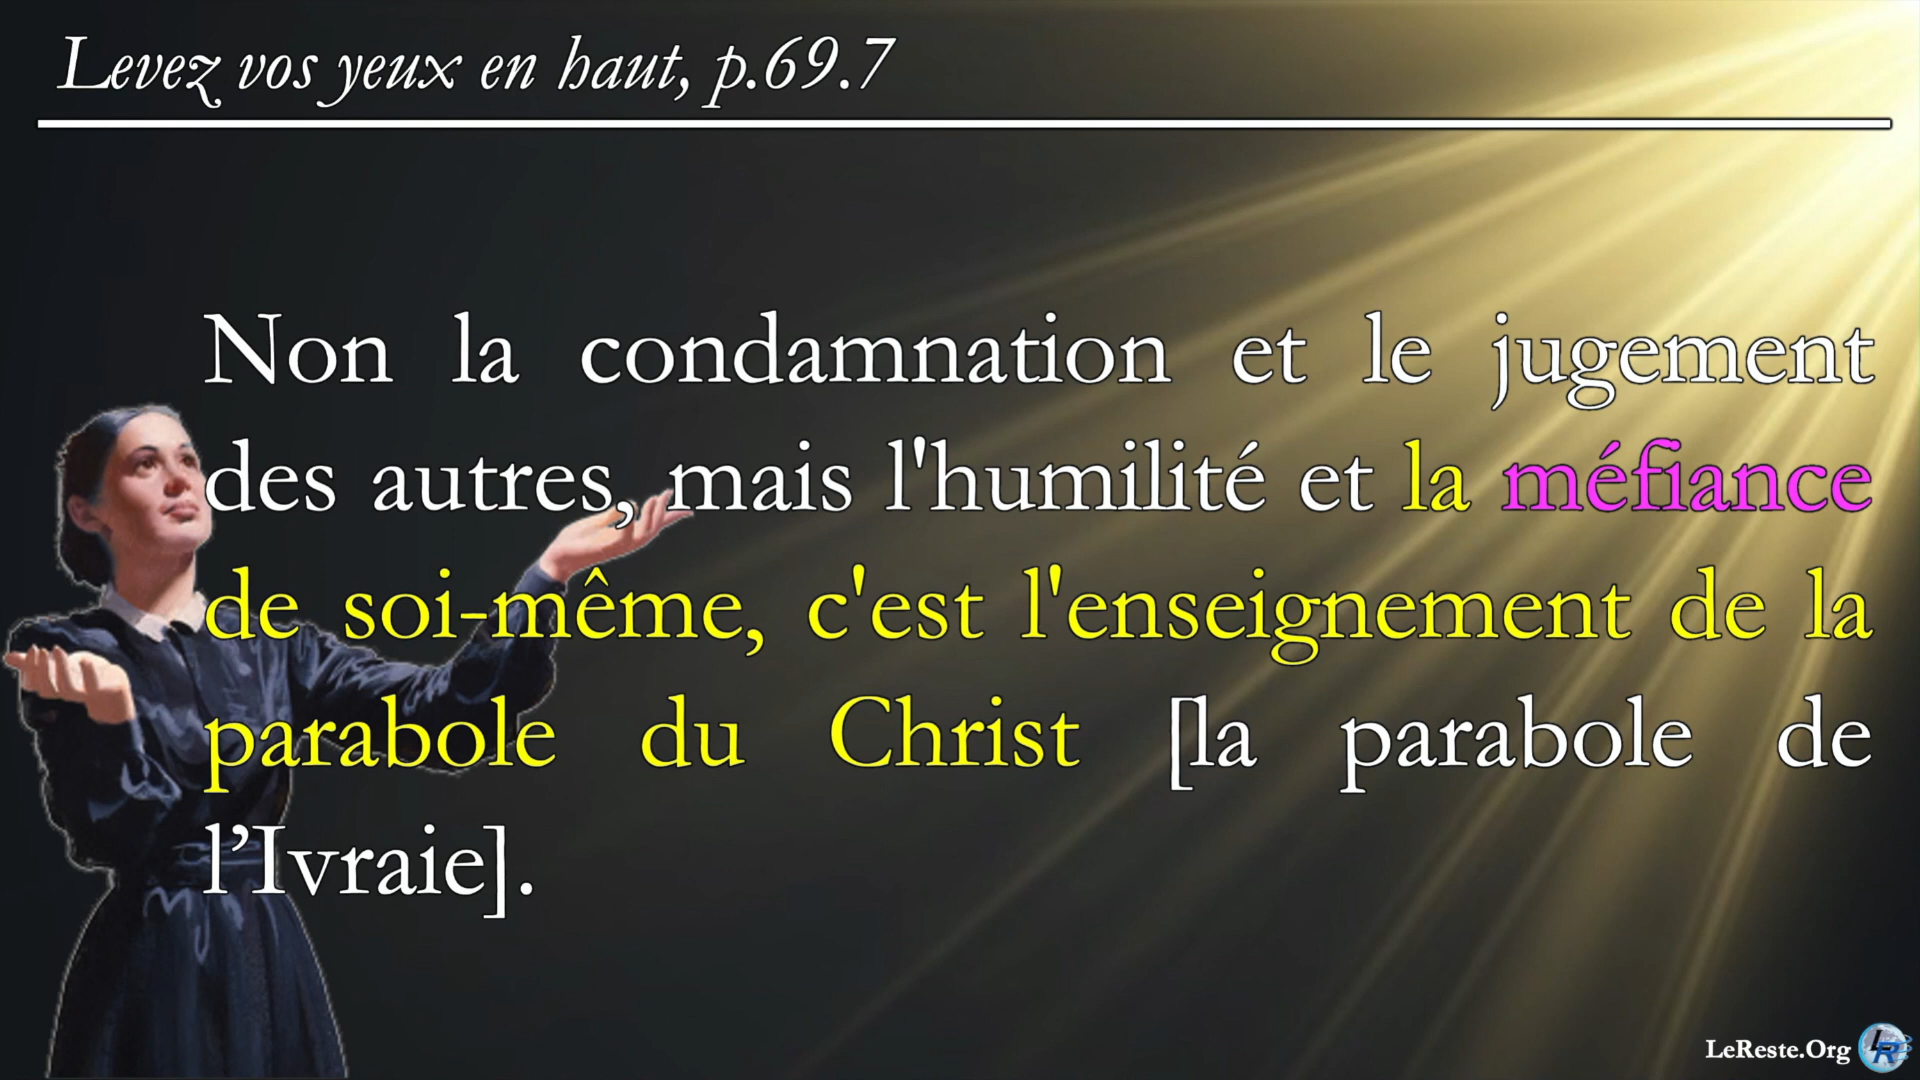 Levez vos yeux en haut, p.69.7
Non la condamnation et le jugement
des autres, mais l'humilité et la méfiance
de soi-même, c'est l'enseignement de la
parabole du Christ [la parabole de
l’Ivraie].
LeReste.Org
LR